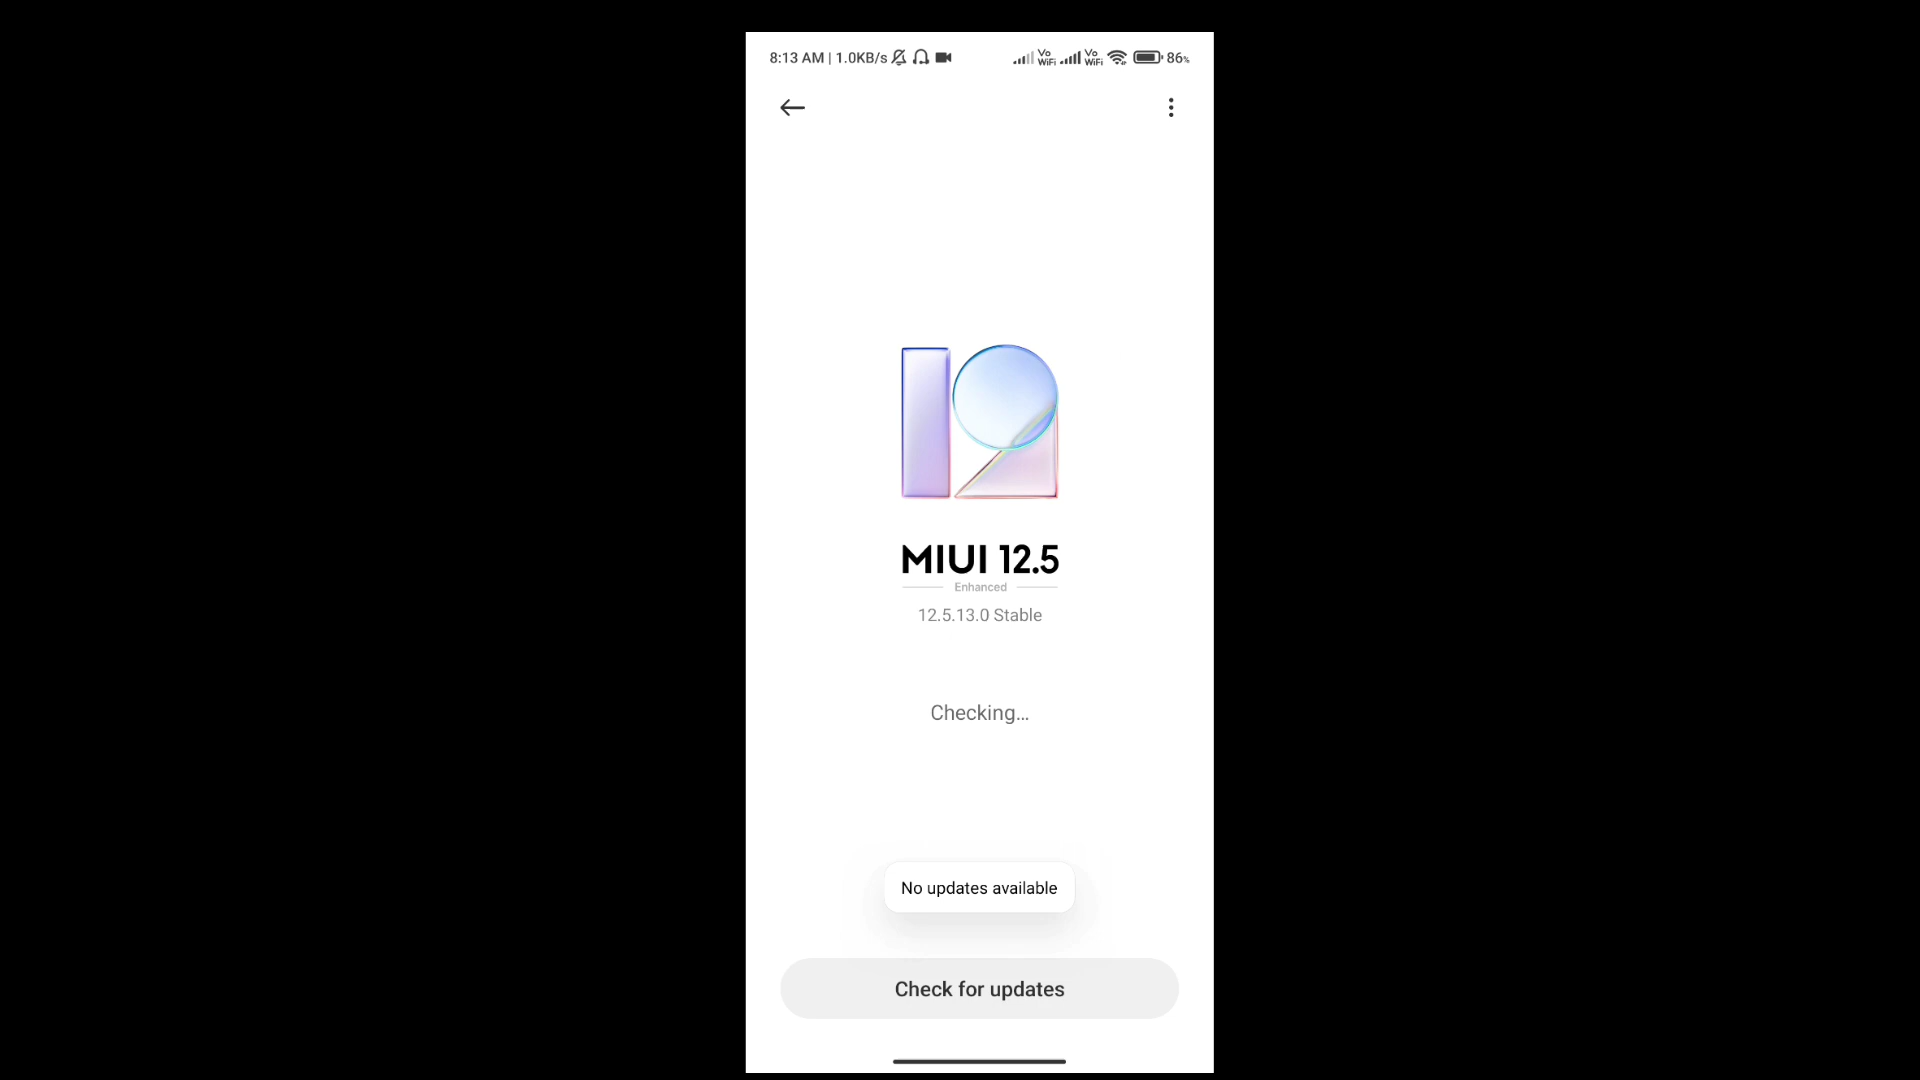 8:13 AM | 1.0KB/s Vo WiFi Vo WiFi 86%
12
MIUI 12.5
Enhanced
12.5.13.0 Stable
Checking...
No updates available
Check for updates